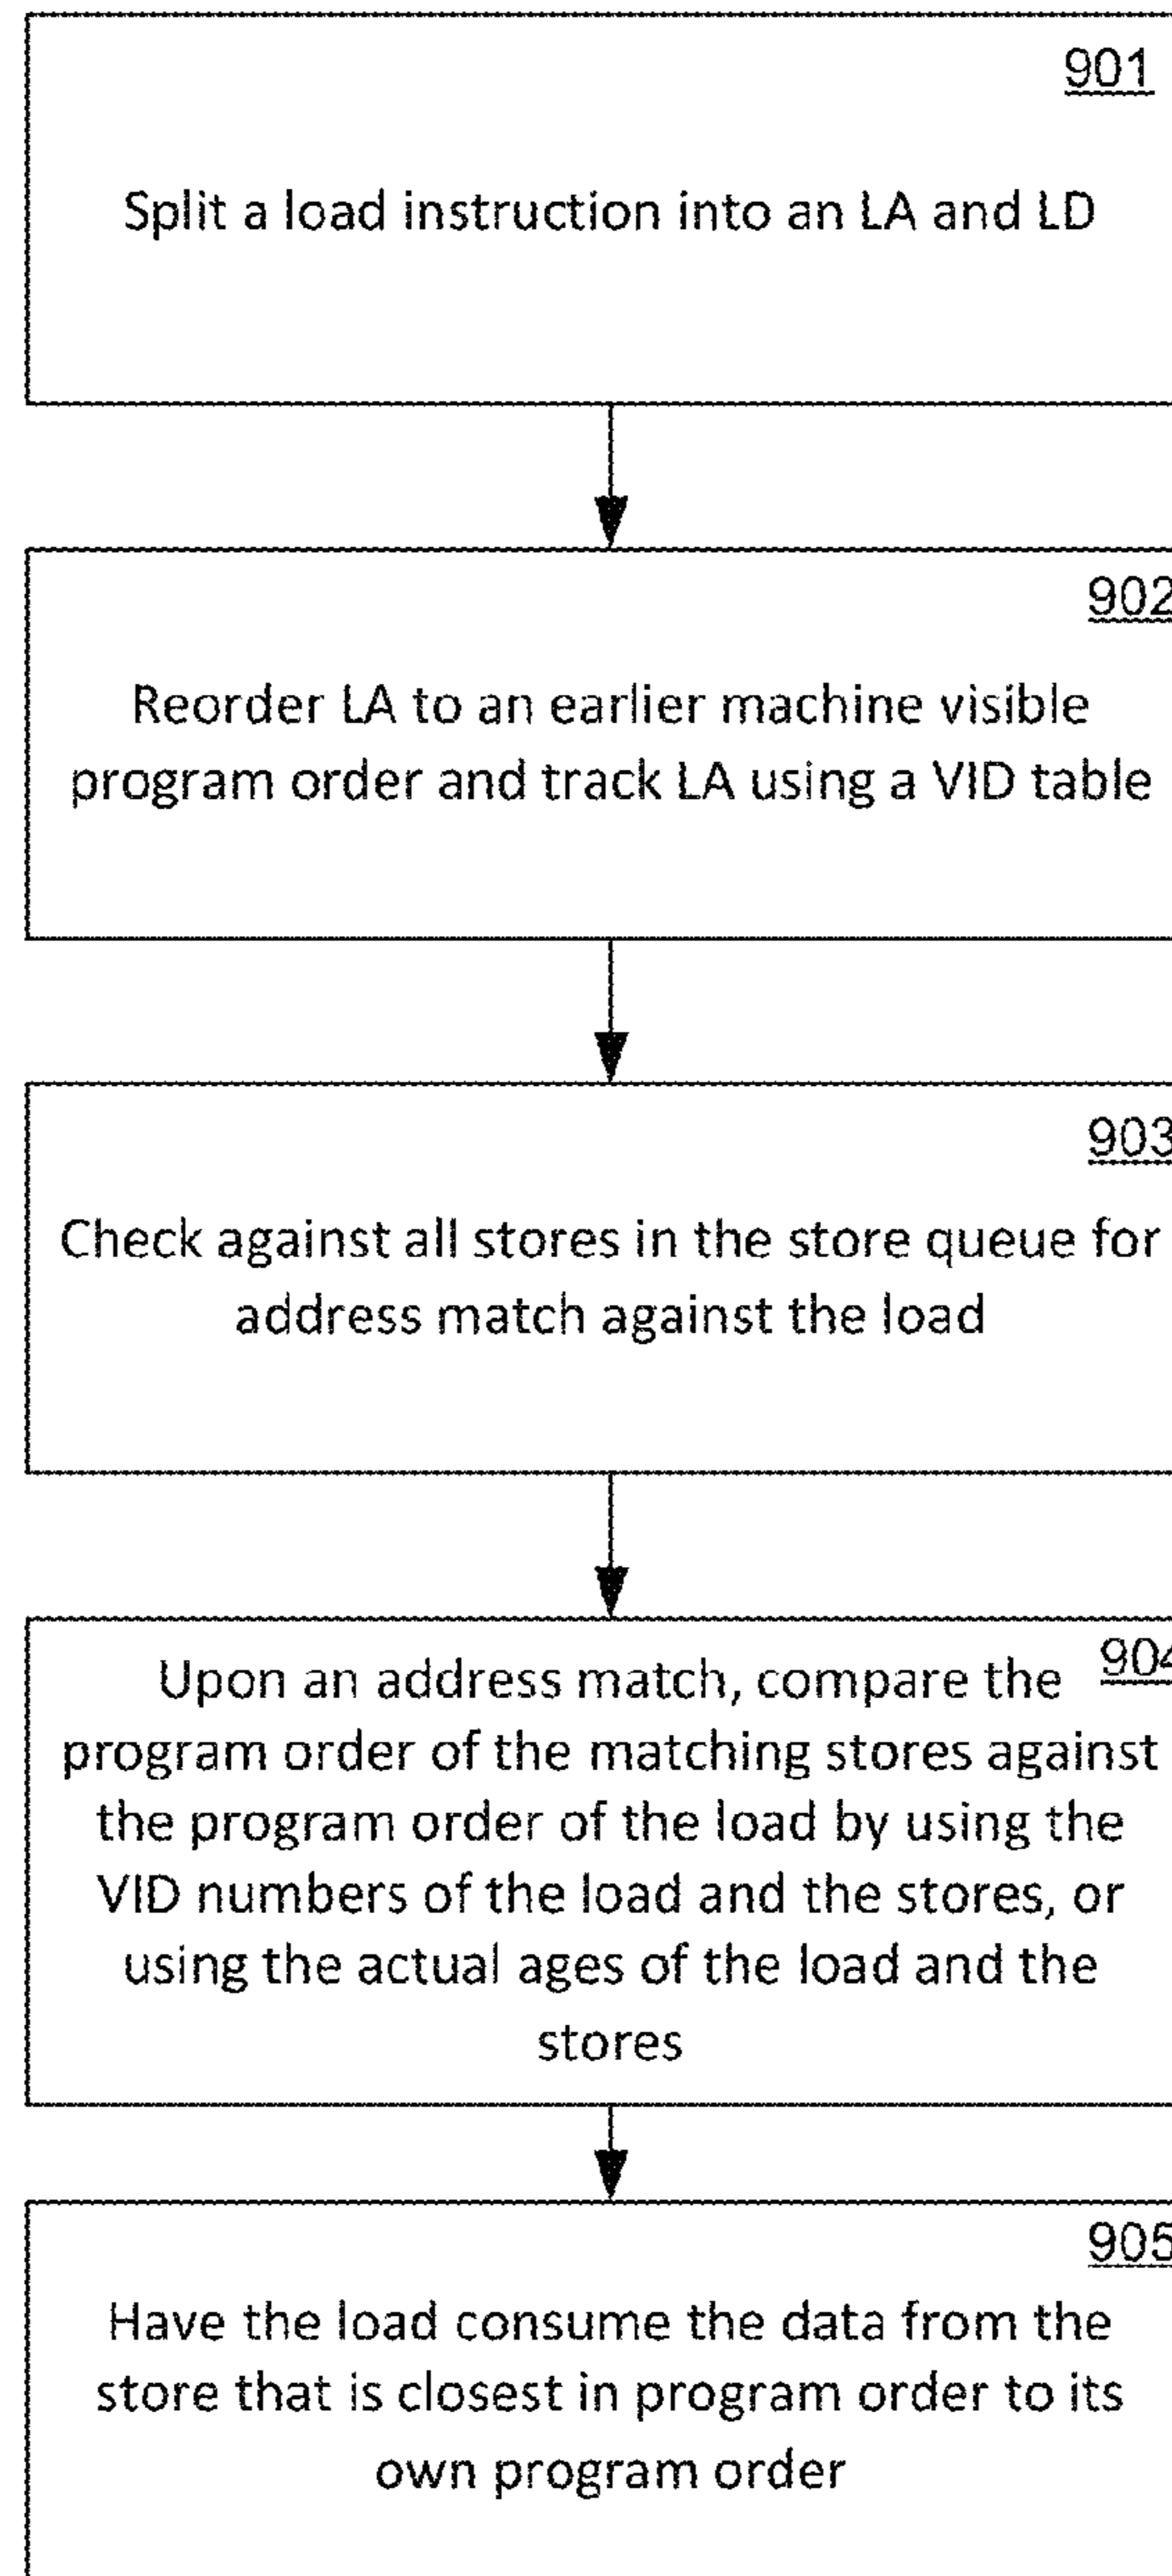 901
Split a load instruction into an LA and LD
902
Reorder LA to an earlier machine visible
program order and track LA using a VID table
903
Check against all stores in the store queue for
address match against the load
904
Upon an address match, compare the
program order of the matching stores against
the program order of the load by using the
VID numbers of the load and the stores, or
using the actual ages of the load and the
stores
905
Have the load consume the data from the
store that is closest in program order to its
own program order